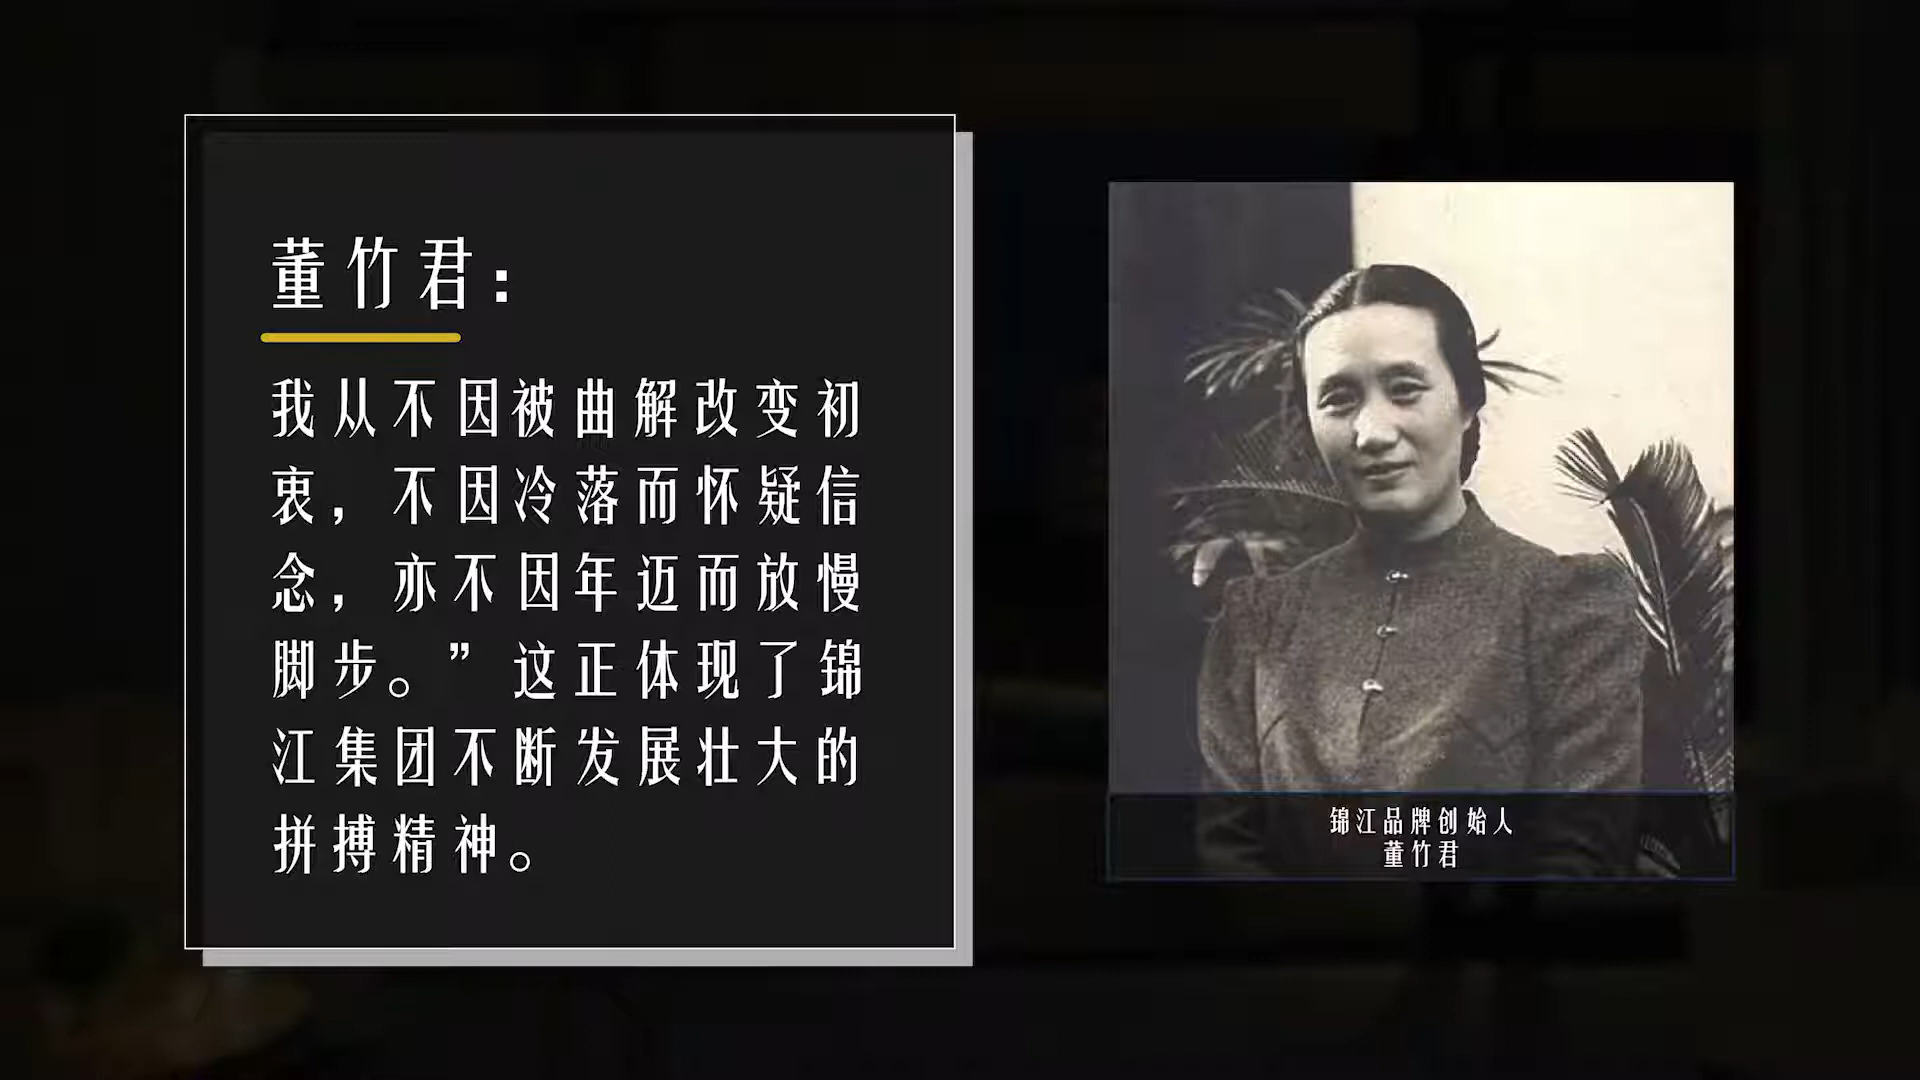 董竹君:
我从不因被曲解改变初
衷，不因冷落而怀疑信
念，亦不因年迈而放慢
脚步。”这正体现了锦
江集团不断发展壮大的
拼搏精神。
锦江品牌创始人
董竹君